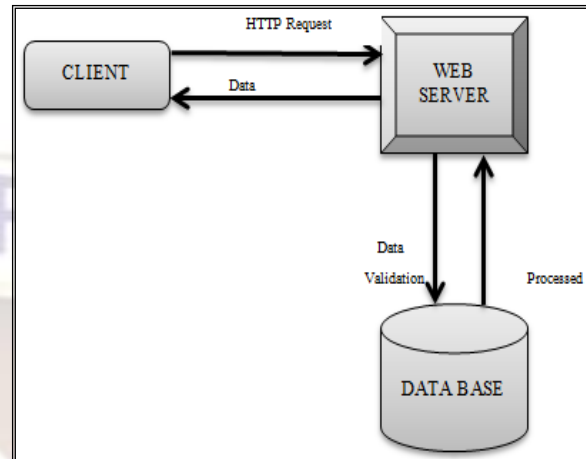 HTTP Request
CLIENT
Data
WEB
SERVER
Data
Validation
Processed
DATA BASE